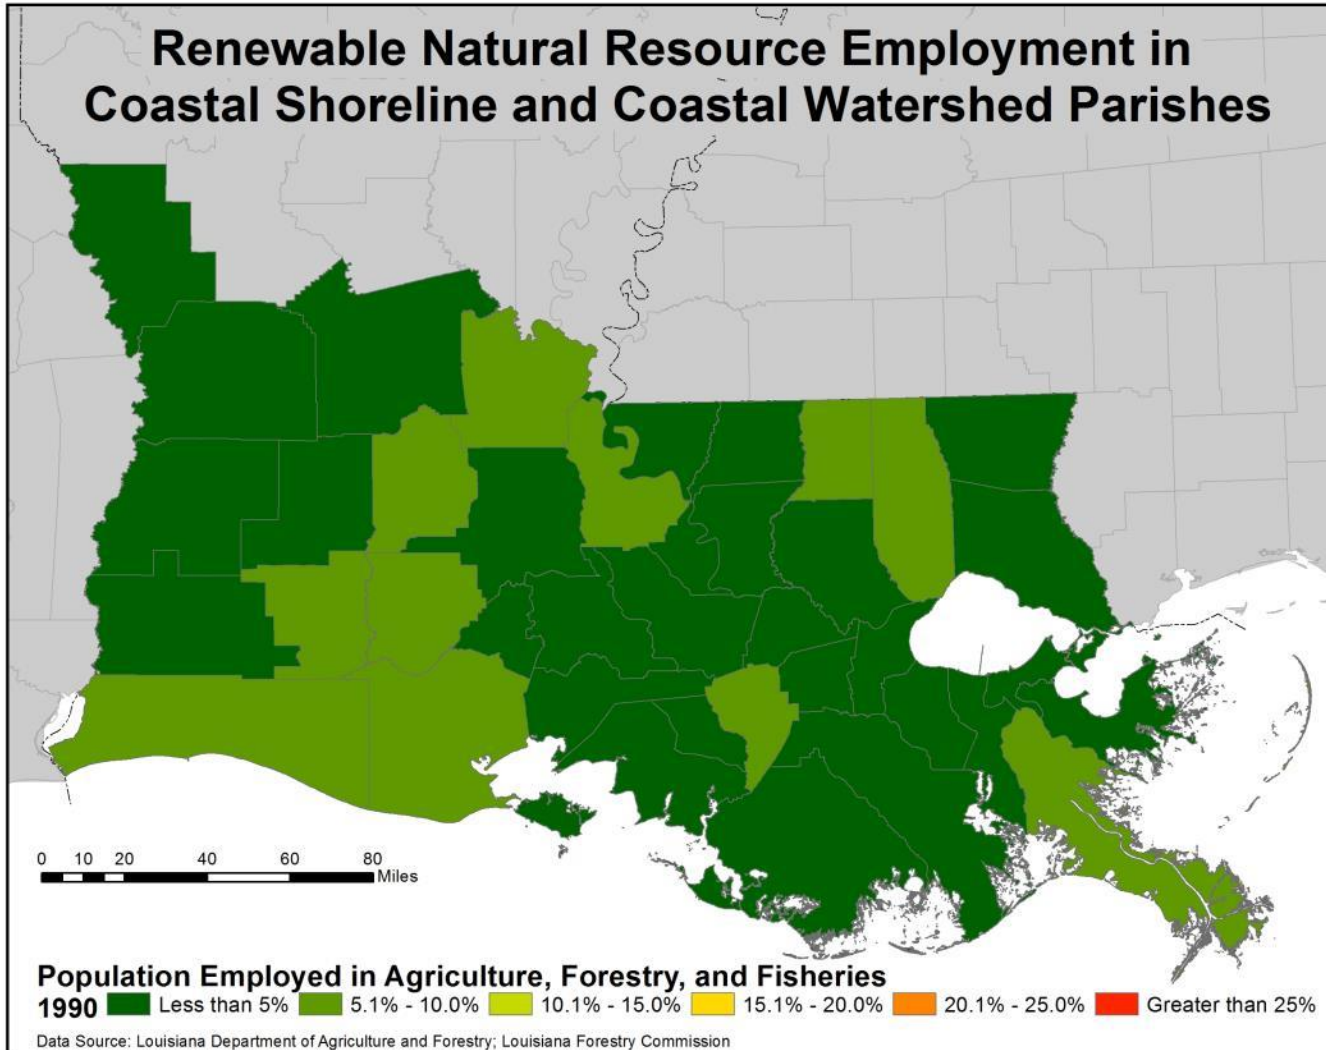 Renewable Natural Resource Employment in
Coastal Shoreline and Coastal Watershed Parishes
0 10 20 40 60 80
Miles
Population Employed in Agriculture, Forestry, and Fisheries
1990 Less than 5% 5.1% - 10.0% 10.1% - 15.0% 15.1% - 20.0% 20.1% - 25.0% Greater than 25%
Data Source: Louisiana Department of Agriculture and Forestry; Louisiana Forestry Commission